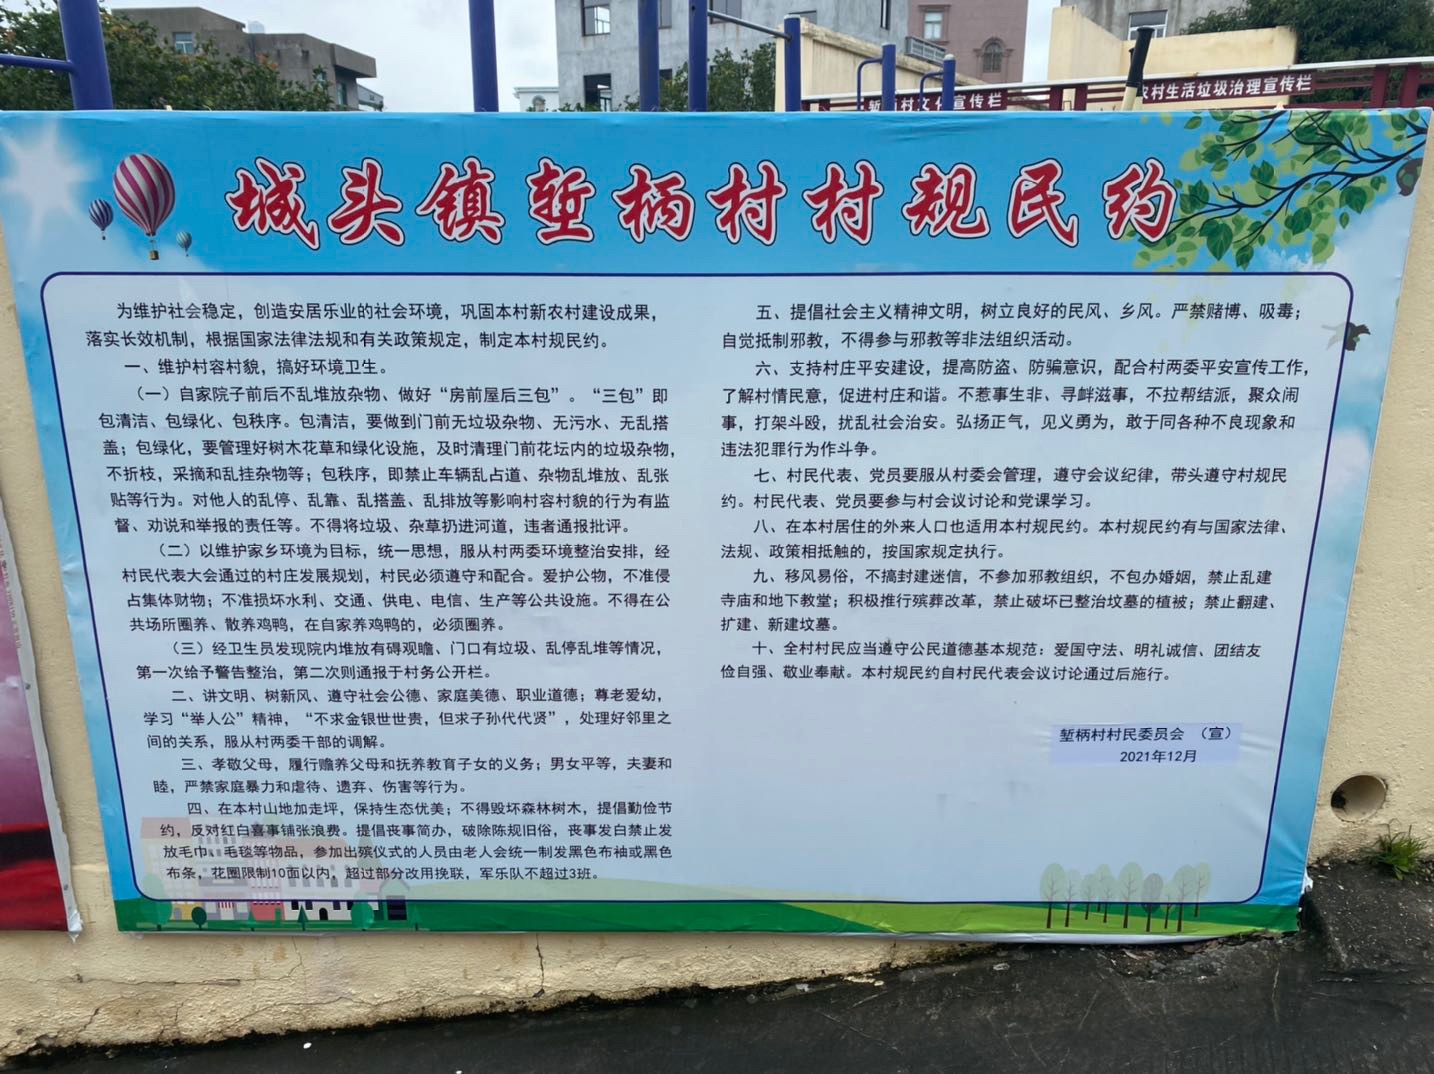 堑柄村文化宣传栏
农村生活垃圾治理宣传栏
城头镇堑柄村村规民约
为维护社会稳定，创造安居乐业的社会环境，巩固本村新农村建设成果，
落实长效机制，根据国家法律法规和有关政策规定，制定本村规民约。
一、维护村容村貌，搞好环境卫生。
（一）自家院子前后不乱堆放杂物、做好“房前屋后三包”。“三包”即
包清洁、包绿化、包秩序。包清洁，要做到门前无垃圾杂物、无污水、无乱搭
盖；包绿化，要管理好树木花草和绿化设施，及时清理门前花坛内的垃圾杂物，
不折枝，采摘和乱挂杂物等；包秩序，即禁止车辆乱占道、杂物乱堆放、乱张
贴等行为。对他人的乱停、乱靠、乱搭盖、乱排放等影响村容村貌的行为有监
督、劝说和举报的责任等。不得将垃圾、杂草扔进河道，违者通报批评。
（二）以维护家乡环境为目标，统一思想，服从村两委环境整治安排，经
村民代表大会通过的村庄发展规划，村民必须遵守和配合。爱护公物，不准侵
占集体财物；不准损坏水利、交通、供电、电信、生产等公共设施。不得在公
共场所圈养、散养鸡鸭，在自家养鸡鸭的，必须圈养。
（三）经卫生员发现院内堆放有碍观瞻、门口有垃圾、乱停乱堆等情况，
第一次给予警告整治，第二次则通报于村务公开栏。
二、讲文明、树新风、遵守社会公德、家庭美德、职业道德；尊老爱幼，
学习“举人公”精神，“不求金银世世贵，但求子孙代代贤”，处理好邻里之
间的关系，服从村两委干部的调解。
三、孝敬父母，履行赡养父母和抚养教育子女的义务；男女平等，夫妻和
睦，严禁家庭暴力和虐待、遗弃、伤害等行为。
四、在本村山地加走坪，保持生态优美；不得毁坏森林树木，提倡勤俭节
约，反对红白喜事铺张浪费。提倡丧事简办，破除陈规旧俗，丧事发白禁止发
放毛巾、毛毯等物品，参加出殡仪式的人员由老人会统一制发黑色布袖或黑色
布条，花圈限制10面以内，超过部分改用挽联，军乐队不超过3班。
五、提倡社会主义精神文明，树立良好的民风、乡风。严禁赌博、吸毒；
自觉抵制邪教，不得参与邪教等非法组织活动。
六、支持村庄平安建设，提高防盗、防骗意识，配合村两委平安宣传工作，
了解村情民意，促进村庄和谐。不惹事生非、寻衅滋事，不拉帮结派，聚众闹
事，打架斗殴，扰乱社会治安。弘扬正气，见义勇为，敢于同各种不良现象和
违法犯罪行为作斗争。
七、村民代表、党员要服从村委会管理，遵守会议纪律，带头遵守村规民
约。村民代表、党员要参与村会议讨论和党课学习。
八、在本村居住的外来人口也适用本村规民约。本村规民约有与国家法律、
法规、政策相抵触的，按国家规定执行。
九、移风易俗，不搞封建迷信，不参加邪教组织，不包办婚姻，禁止乱建
寺庙和地下教堂；积极推行殡葬改革，禁止破坏已整治坟墓的植被；禁止翻建、
扩建、新建坟墓。
十、全村村民应当遵守公民道德基本规范：爱国守法、明礼诚信、团结友
俭自强、敬业奉献。本村规民约自村民代表会议讨论通过后施行。
堑柄村村民委员会 （宣）
2021年12月